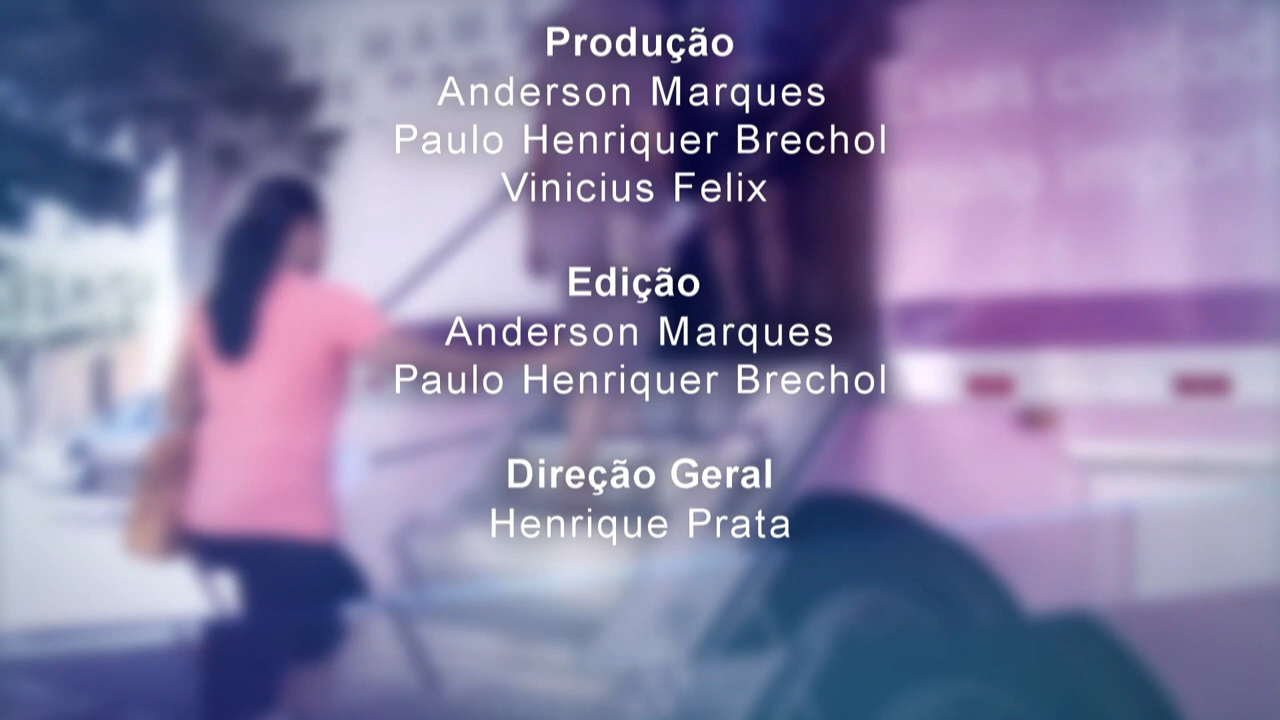 Produção
Anderson Marques
Paulo Henriquer Brechol
Vinicius Felix
Edição
Anderson Marques
Paulo Henriquer Brechol
Direção Geral
Henrique Prata